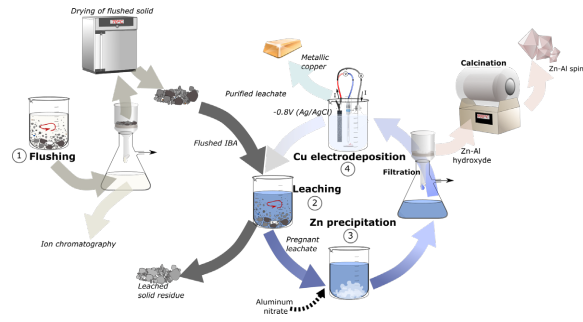 Drying of flushed solid
Metallic
copper
Calcination
Zn-Al spin
Purified leachate
-0.8V (Ag/AgCl)
Flushed IBA
1 Flushing
Cu electrodeposition
4
Zn-Al
hydroxyde
Filtration
Leaching
2
Zn precipitation
3
Ion chromatography
Pregnant
leachate
Leached
solid residue
Aluminum
nitrate